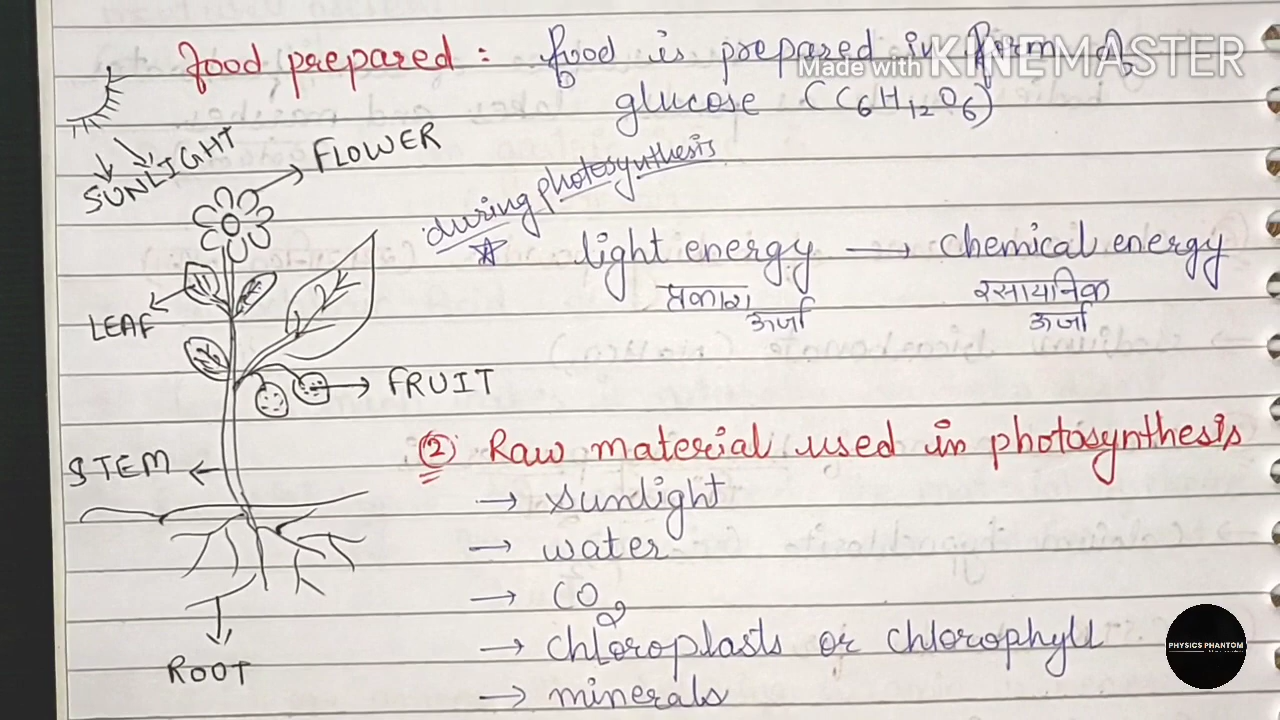 food prepared : food is prepared in form of
glucose (C6H12O6)
Made with KINEMASTER
SUNLIGHT
FLOWER
during photosynthesis
light energy → chemical energy
प्रकाश ऊर्जा
रसायनिक ऊर्जा
LEAF
FRUIT
STEM
ROOT
(2) Raw material used in photosynthesis
→ sunlight
→ water
→ CO2
→ chloroplasts or chlorophyll
→ minerals
PHYSICS PHANTOM